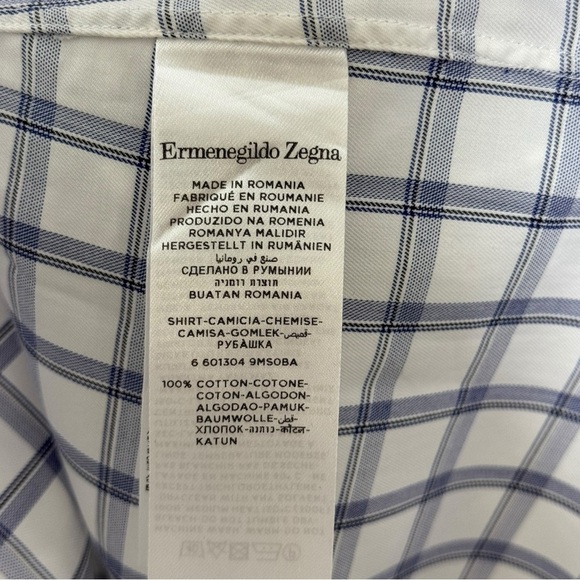 Ermenegildo Zegna
MADE IN ROMANIA
FABRIQUÉ EN ROUMANIE
HECHO EN RUMANIA
PRODUZIDO NA ROMENIA
ROMANYA MALIDIR
HERGESTELLT IN RUMÄNIEN
صنع في رومانيا
СДЕЛАНО В РУМЫНИИ
תוצרת רומניה
BUATAN ROMANIA
SHIRT-CAMICIA-CHEMISE-
CAMISA-GOMLEK-قميص-
РУБÀШКА
6 601304 9MS0BA
100% COTTON-COTONE-
COTON-ALGODON-
ALGODAO-PAMUK-
BAUMWOLLE-قطن-
ХЛОПОК-כותנה-कॉटन-
KATUN